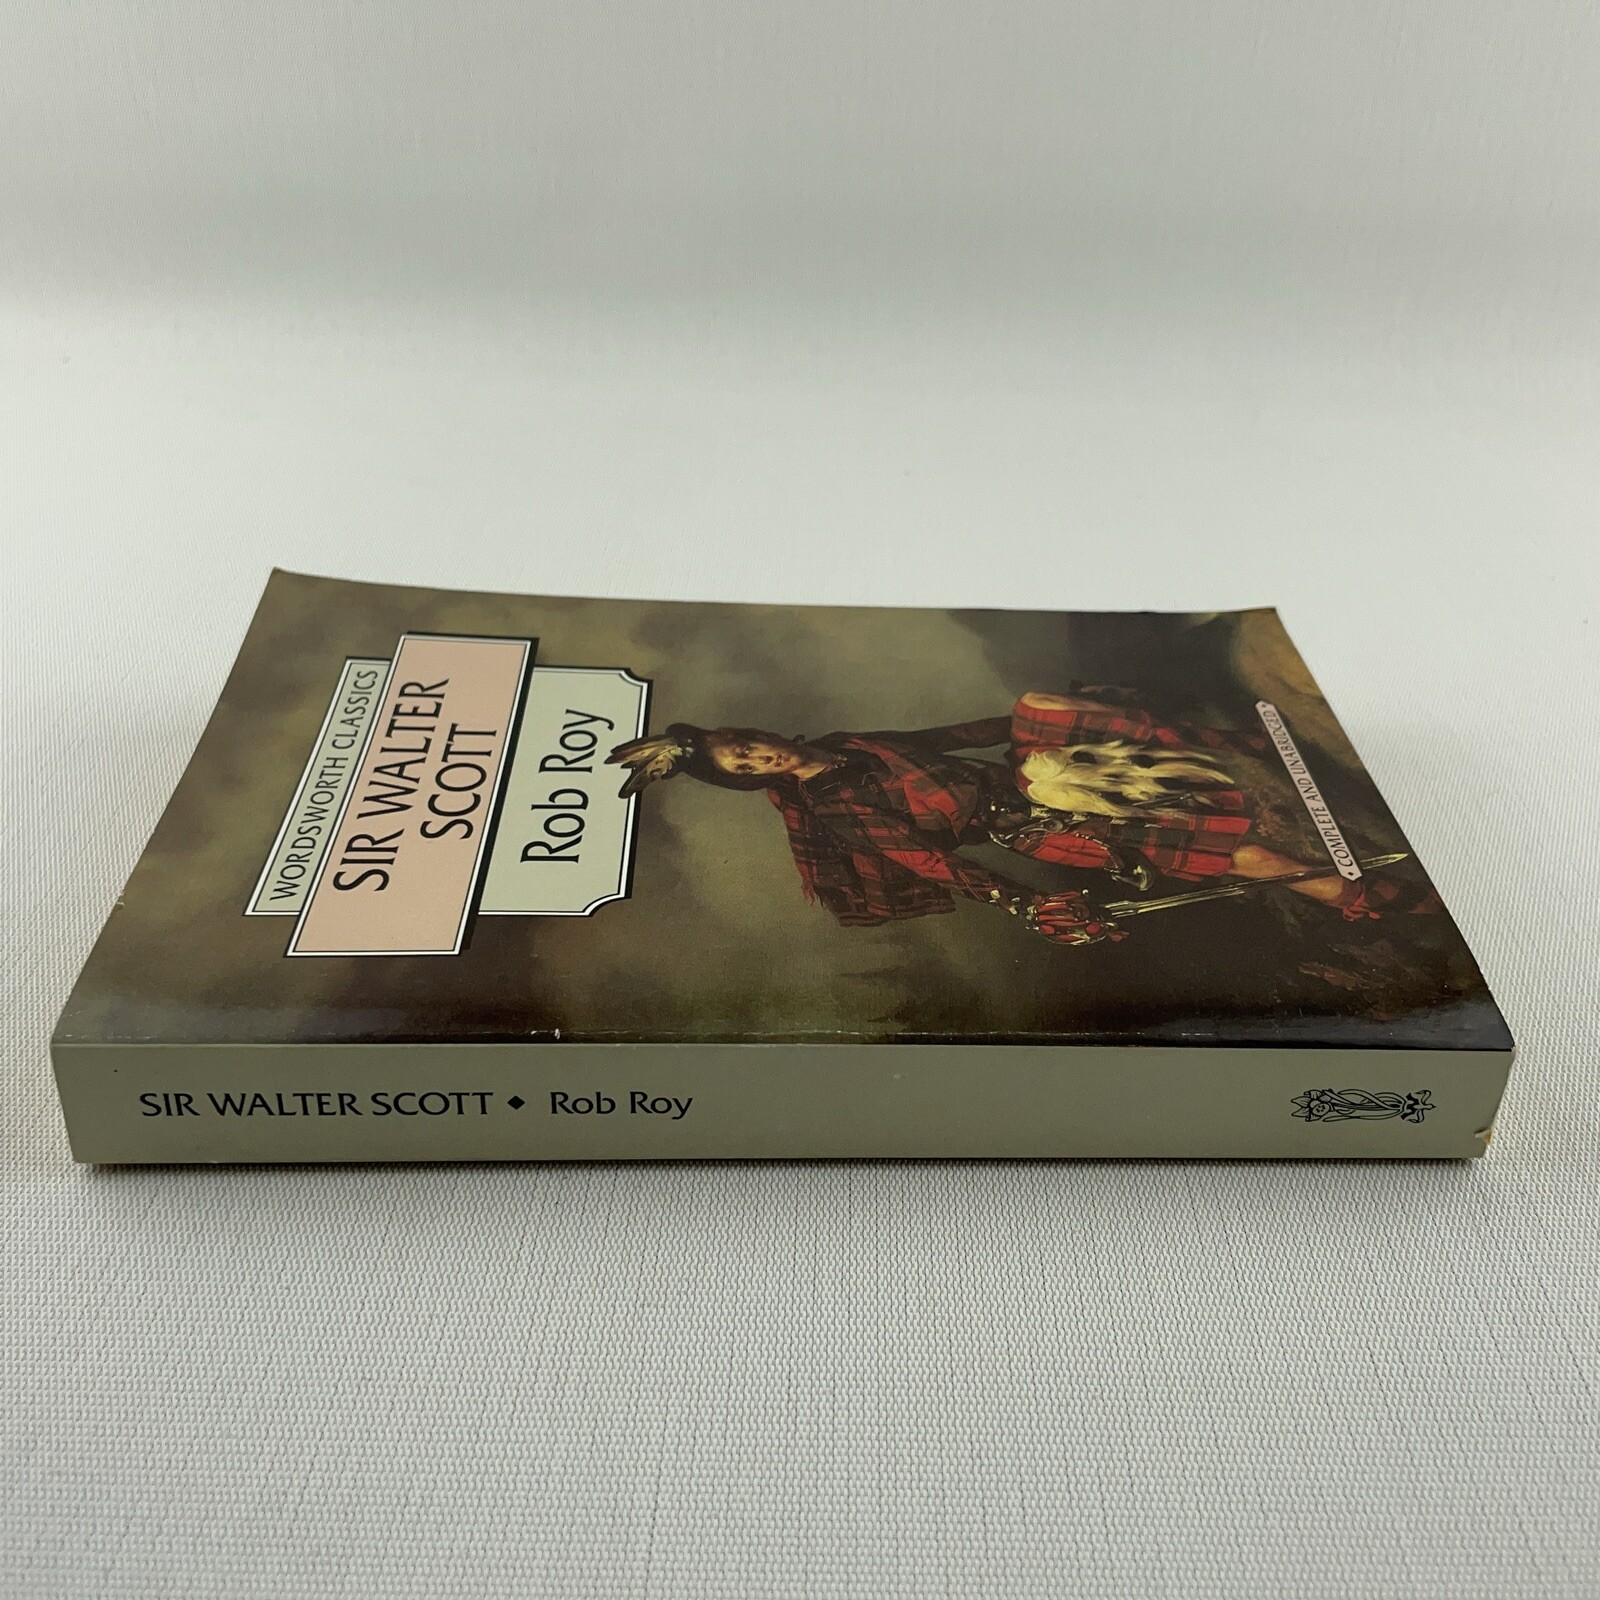 WORDSWORTH CLASSICS
SIR WALTER
SCOTT
Rob Roy
• COMPLETE AND UNABRIDGED •
SIR WALTER SCOTT ◆ Rob Roy